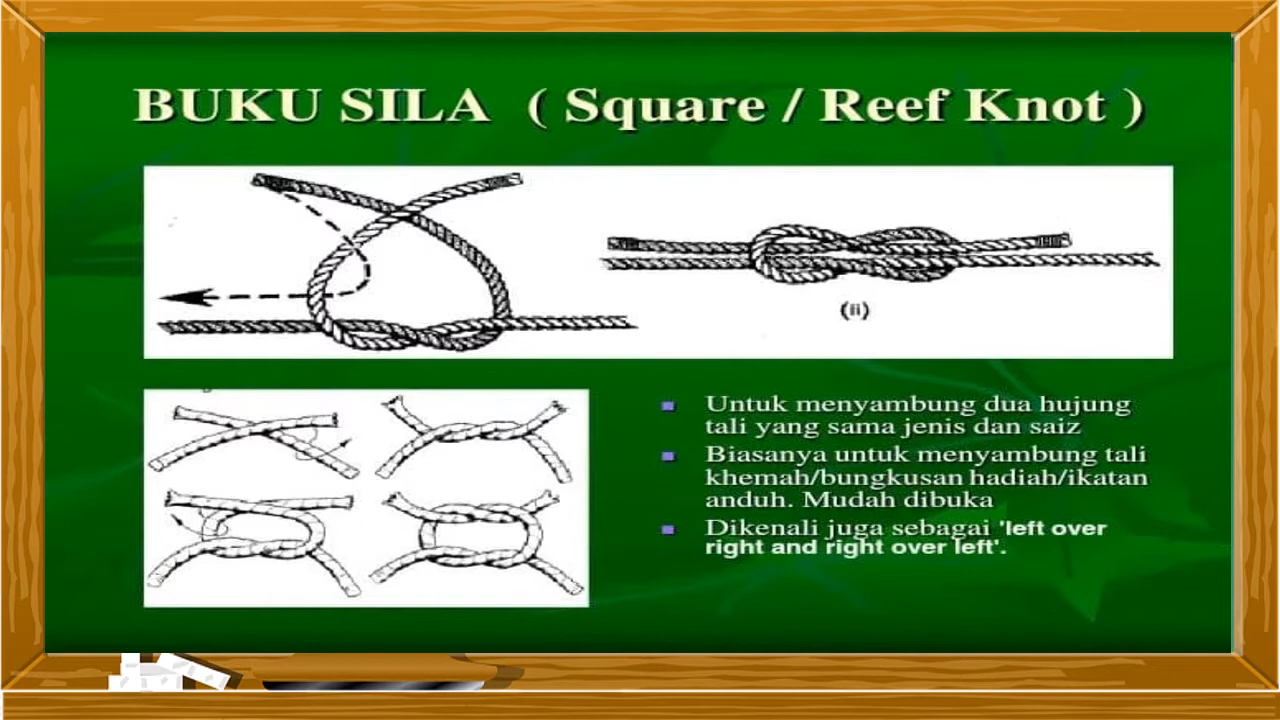 BUKU SILA ( Square / Reef Knot )
(ii)
Untuk menyambung dua hujung
tali yang sama jenis dan saiz
Biasanya untuk menyambung tali
khemah/bungkusan hadiah/ikatan
anduh. Mudah dibuka
Dikenali juga sebagai 'left over
right and right over left'.